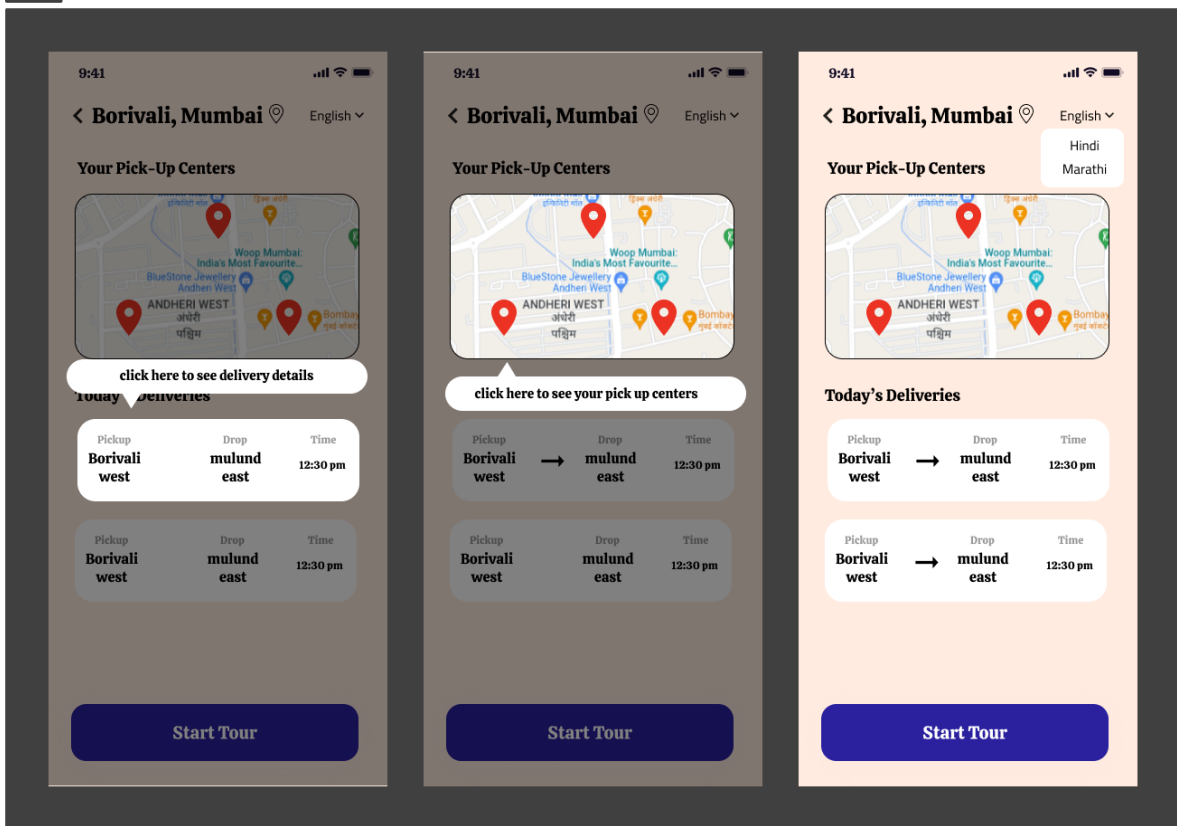 9:41
Borivali, Mumbai
English
Your Pick-Up Centers
Woop Mumbai:
India's Most Favourite...
BlueStone Jewellery
Andheri West
ANDHERI WEST
अंधेरी
पश्चिम
Bombay
click here to see delivery details
Today's Deliveries
Pickup
Drop
Time
Borivali
west
mulund
east
12:30 pm
Pickup
Drop
Time
Borivali
west
mulund
east
12:30 pm
Start Tour
9:41
Borivali, Mumbai
English
Your Pick-Up Centers
Woop Mumbai:
India's Most Favourite...
BlueStone Jewellery
Andheri West
ANDHERI WEST
अंधेरी
पश्चिम
Bombay
click here to see your pick up centers
Pickup
Drop
Time
Borivali
west
mulund
east
12:30 pm
Pickup
Drop
Time
Borivali
west
mulund
east
12:30 pm
Start Tour
9:41
Borivali, Mumbai
English
Hindi
Marathi
Your Pick-Up Centers
Woop Mumbai:
India's Most Favourite...
BlueStone Jewellery
Andheri West
ANDHERI WEST
अंधेरी
पश्चिम
Bombay
Today's Deliveries
Pickup
Drop
Time
Borivali
west
mulund
east
12:30 pm
Pickup
Drop
Time
Borivali
west
mulund
east
12:30 pm
Start Tour